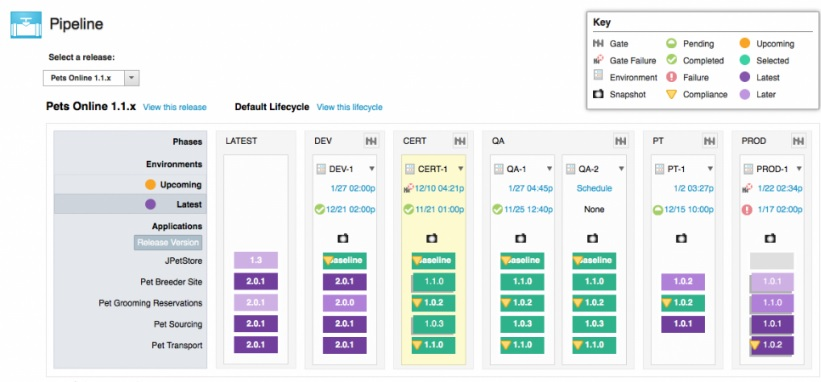 Pipeline
Select a release:
Pets Online 1.1.x
Pets Online 1.1.x View this release Default Lifecycle View this lifecycle
Key
Gate Pending Upcoming
Gate Failure Completed Selected
Environment Failure Latest
Snapshot Compliance Later
Phases LATEST DEV CERT QA PT PROD
Environments DEV-1 CERT-1 QA-1 QA-2 PT-1 PROD-1
Upcoming 1/27 02:00p 12/10 04:21p 1/27 04:45p Schedule 1/2 03:27p 1/22 02:34p
Latest 12/21 02:00p 11/21 01:00p 11/25 12:40p None 12/15 10:00p 1/17 02:00p
Applications
Release Version
JPetStore 1.3 Baseline Baseline Baseline Baseline
Pet Breeder Site 2.0.1 2.0.1 1.1.0 1.1.0 1.1.0 1.0.2 1.0.1
Pet Grooming Reservations 2.0.1 2.0.0 1.0.2 1.0.2 1.0.2 1.0.2 1.1.0
Pet Sourcing 2.0.1 2.0.1 1.0.3 1.0.3 1.0.3 1.0.1 1.0.1
Pet Transport 2.0.1 2.0.1 1.1.0 1.1.0 1.1.0 1.0.2